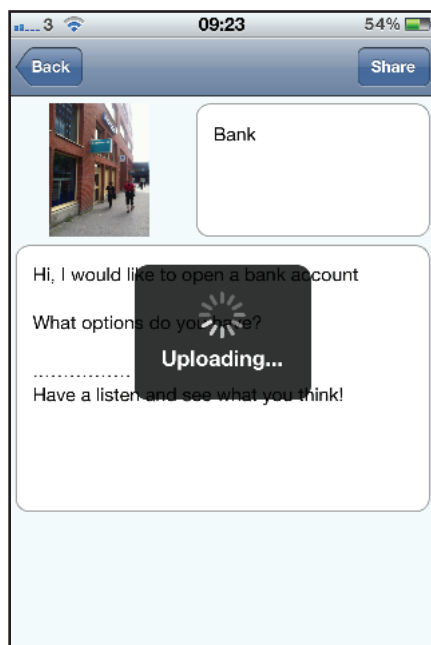 3 09:23 54%
Back Share
Bank
Hi, I would like to open a bank account
What options do you have?
Uploading...
................
Have a listen and see what you think!